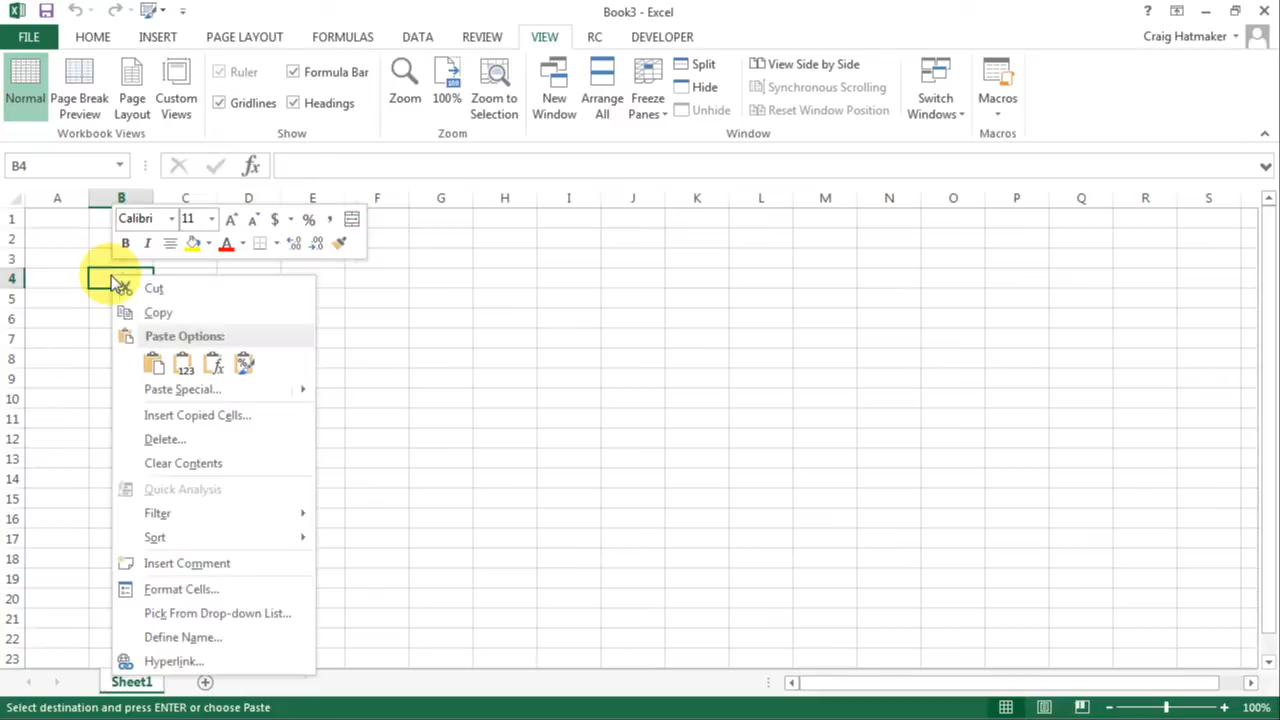 Book3 - Excel
FILE HOME INSERT PAGE LAYOUT FORMULAS DATA REVIEW VIEW RC DEVELOPER Craig Hatmaker
Normal Page Break Preview Page Layout Custom Views
Workbook Views
Ruler Formula Bar
Gridlines Headings
Show
Zoom 100% Zoom to Selection
Zoom
New Window Arrange All Freeze Panes
Split
Hide
Unhide
View Side by Side
Synchronous Scrolling
Reset Window Position
Switch Windows
Window
Macros
Macros
B4 fx
A B C D E F G H I J K L M N O P Q R S
1
2
3
4
5
6
7
8
9
10
11
12
13
14
15
16
17
18
19
20
21
22
23
Calibri 11 A A $ % ,
B I A .00 .00
Cut
Copy
Paste Options:
123 fx %
Paste Special...
Insert Copied Cells...
Delete...
Clear Contents
Quick Analysis
Filter
Sort
Insert Comment
Format Cells...
Pick From Drop-down List...
Define Name...
Hyperlink...
Sheet1
Select destination and press ENTER or choose Paste 100%